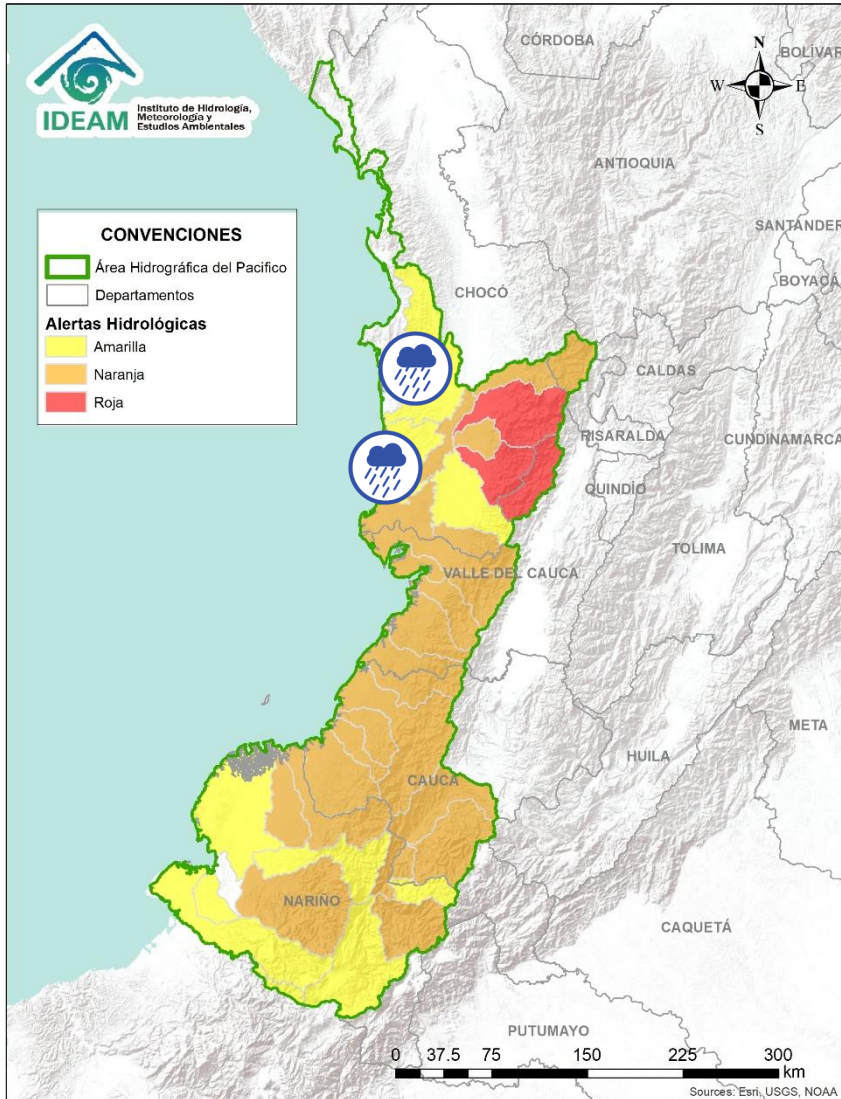 IDEAM
Instituto de Hidrología,
Meteorología y
Estudios Ambientales
CÓRDOBA
BOLÍVAR
N
W
E
S
ANTIOQUIA
SANTANDER
BOYACÁ
CONVENCIONES
Área Hidrográfica del Pacifico
Departamentos
Alertas Hidrológicas
Amarilla
Naranja
Roja
CHOCÓ
CALDAS
RISARALDA
CUNDINAMARCA
QUINDÍO
TOLIMA
VALLE DEL CAUCA
META
HUILA
CAUCA
NARIÑO
CAQUETÁ
PUTUMAYO
0 37.5 75 150 225 300
km
Sources: Esri, USGS, NOAA